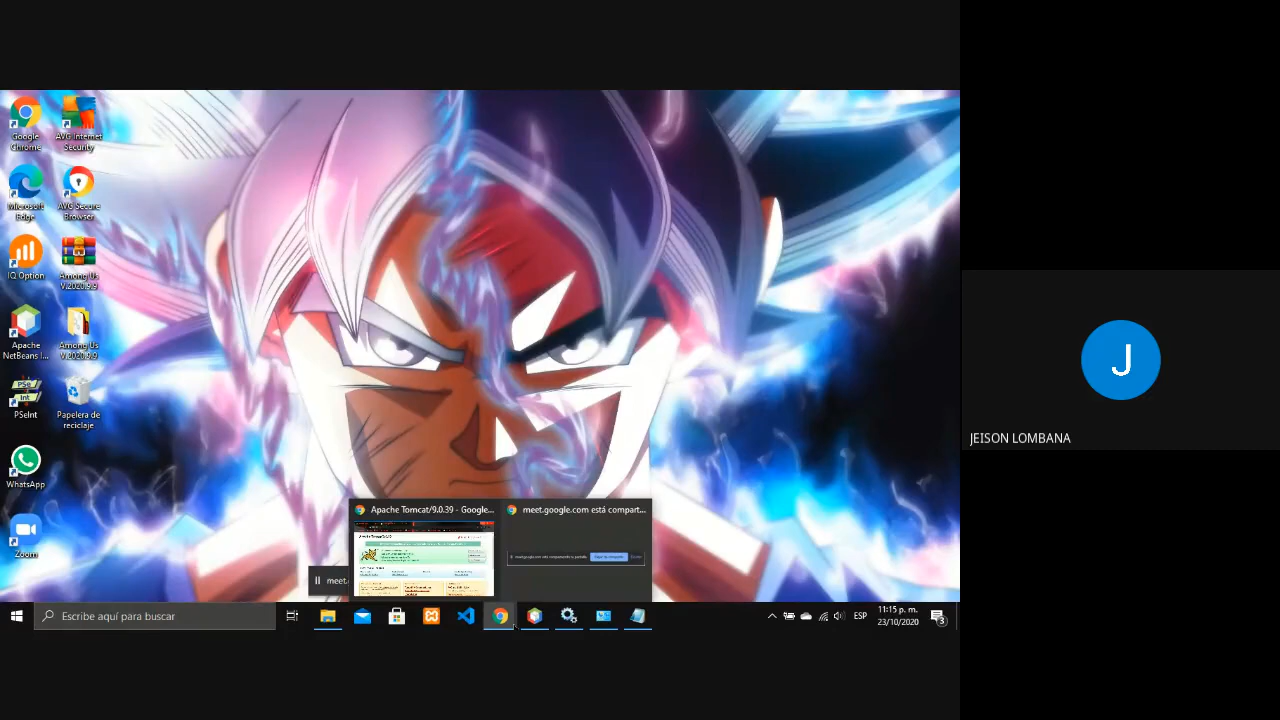 Google
Chrome
AVG Internet
Security
Microsoft
Edge
AVG Secure
Browser
IQ Option
Among Us
V.2020.9.9
Apache
NetBeans I...
Among Us
V.2020.9.9
PSeInt
Papelera de
reciclaje
WhatsApp
Zoom
Apache Tomcat/9.0.39 - Google...
meet.google.com está compart...
meet.
Escribe aquí para buscar
ESP
11:15 p. m.
23/10/2020
3
J
JEISON LOMBANA